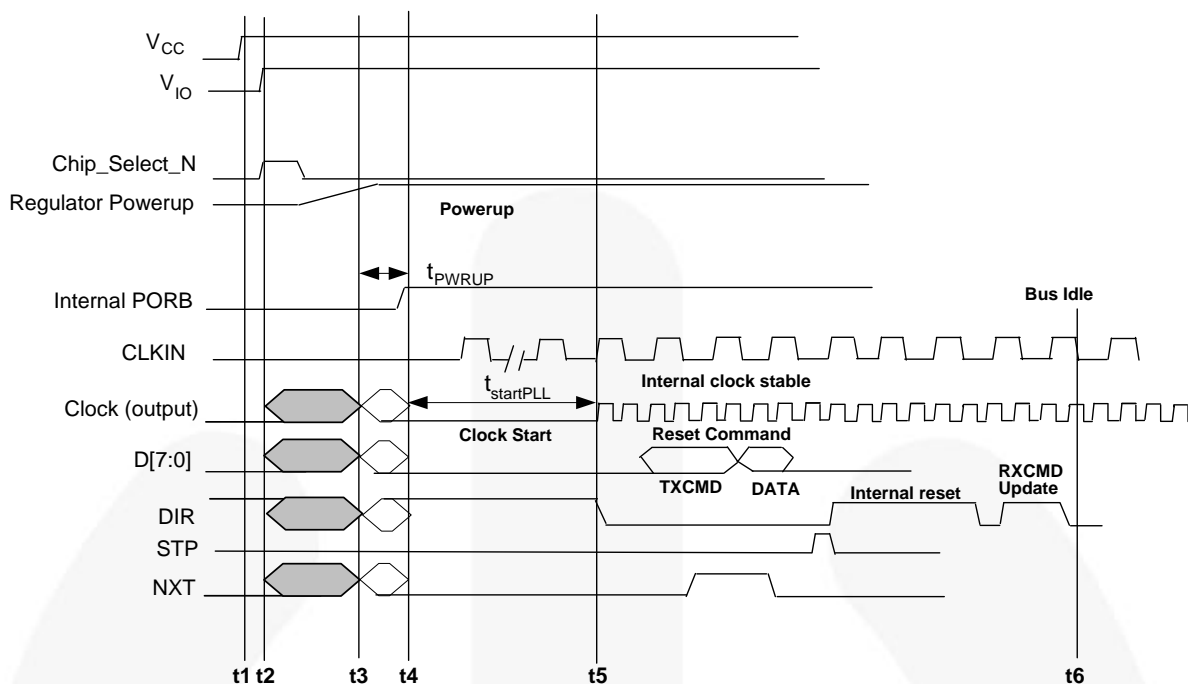 VCC
VIO
Chip_Select_N
Regulator Powerup
Powerup
tPWRUP
Internal PORB
Bus Idle
CLKIN
tstartPLL
Internal clock stable
Clock (output)
Clock Start
Reset Command
D[7:0]
TXCMD
DATA
RXCMD
Update
Internal reset
DIR
STP
NXT
t1 t2 t3 t4 t5 t6